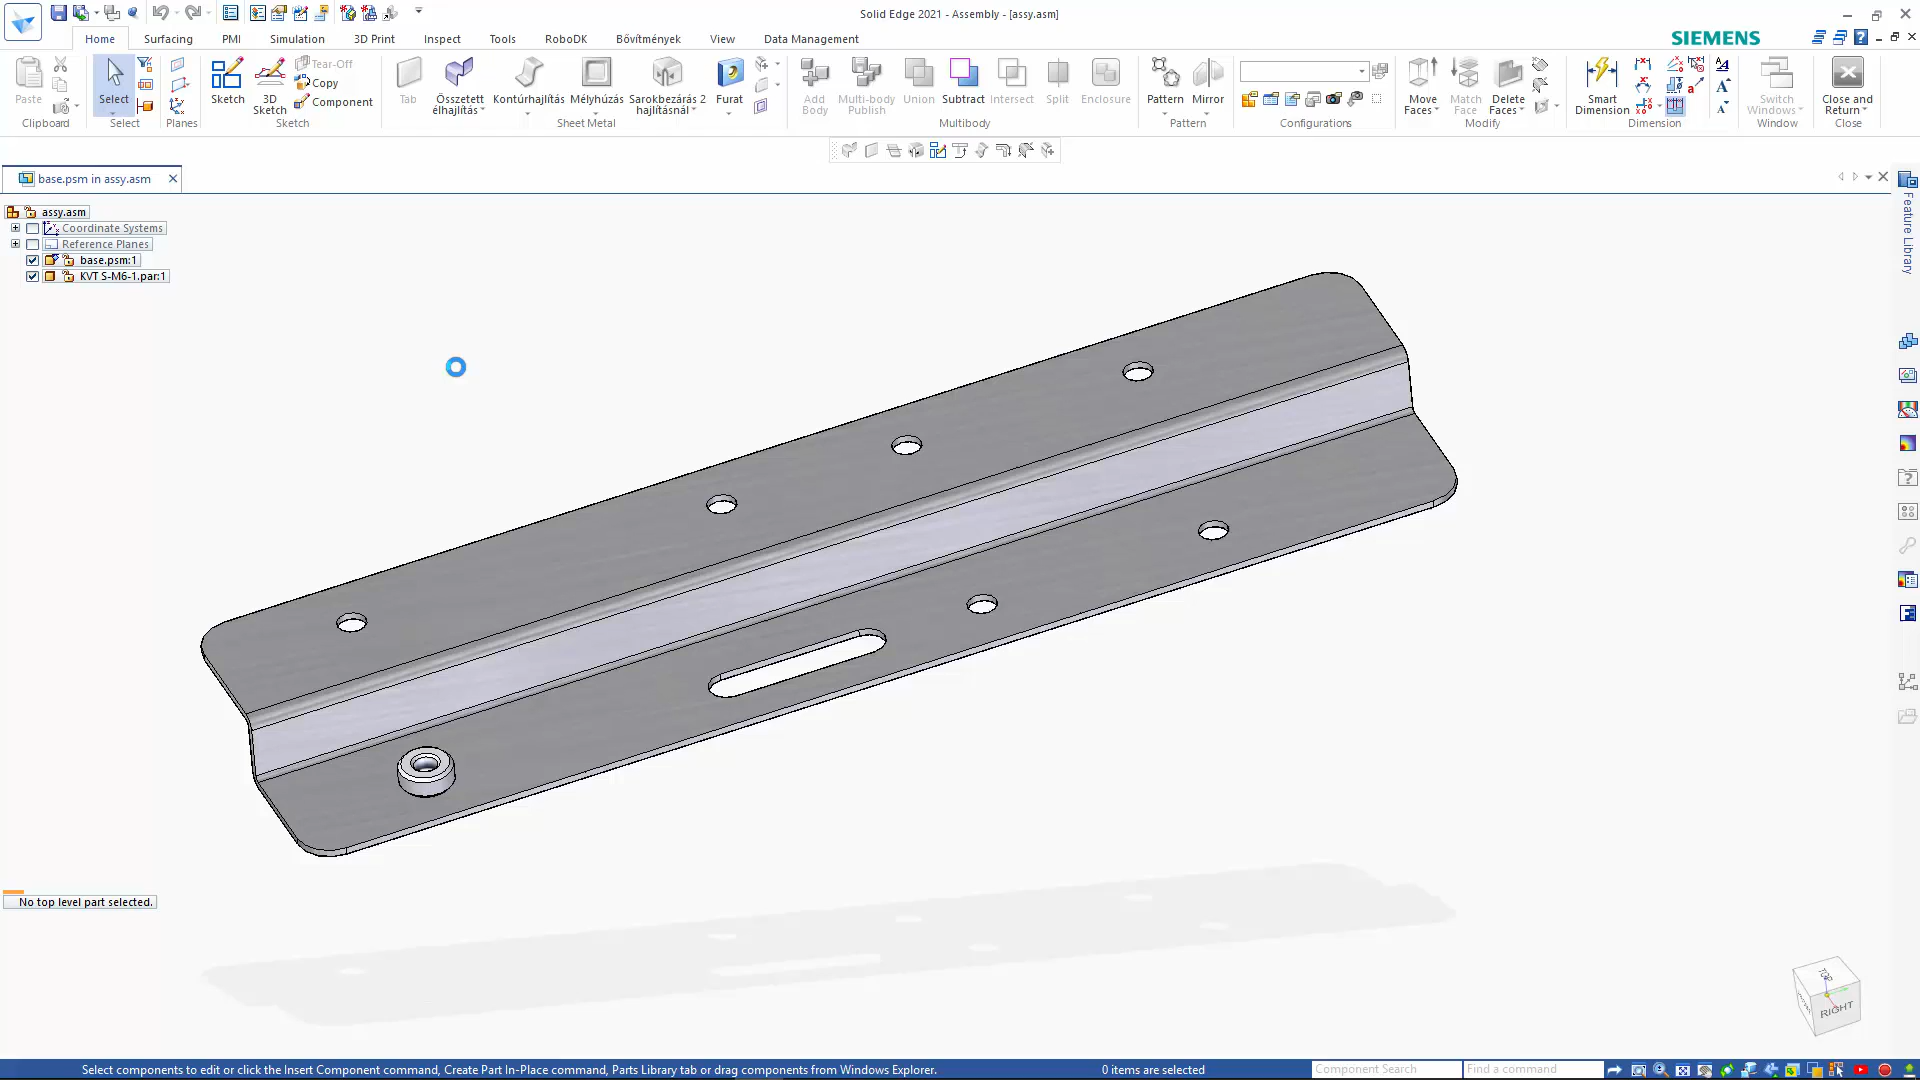 Solid Edge 2021 - Assembly - [assy.asm]
Home Surfacing PMI Simulation 3D Print Inspect Tools RoboDK Bővítmények View Data Management
SIEMENS
Paste
Clipboard
Select
Select
Planes
Sketch
3D Sketch
Tear-Off
Copy
Component
Sketch
Tab
Összetett élhajlítás
Kontúrhajlítás
Mélyhúzás
Sarokbezárás 2 hajlításnál
Furat
Sheet Metal
Add Body
Multi-body Publish
Union
Subtract
Intersect
Split
Enclosure
Multibody
Pattern
Mirror
Pattern
Configurations
Move Faces
Match Face
Delete Faces
Modify
Smart Dimension
Dimension
Switch Windows
Window
Close and Return
Close
base.psm in assy.asm
Feature Library
assy.asm
Coordinate Systems
Reference Planes
base.psm:1
KVT S-M6-1.par:1
No top level part selected.
TOP
RIGHT
Select components to edit or click the Insert Component command, Create Part In-Place command, Parts Library tab or drag components from Windows Explorer.
0 items are selected
Component Search
Find a command